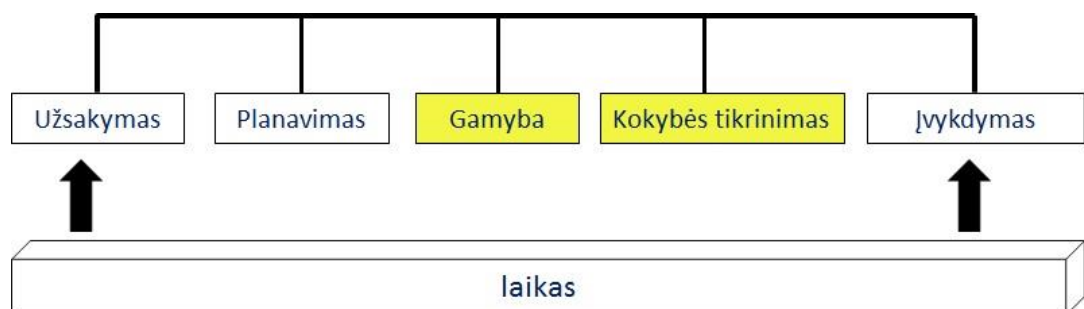 Užsakymas
Planavimas
Gamyba
Kokybės tikrinimas
Įvykdymas
laikas